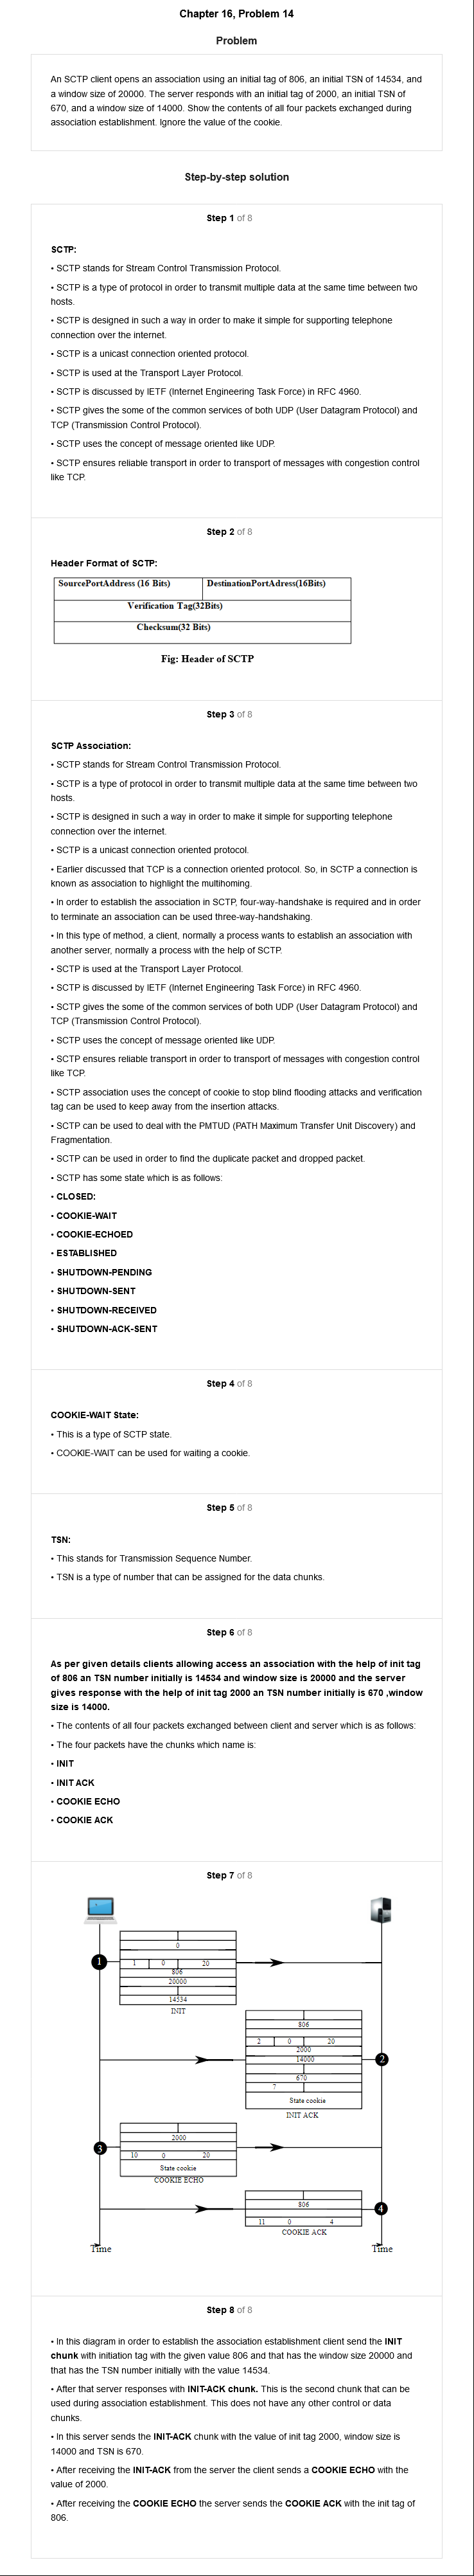 Chapter 16, Problem 14
Problem
An SCTP client opens an association using an initial tag of 806, an initial TSN of 14534, and
a window size of 20000. The server responds with an initial tag of 2000, an initial TSN of
670, and a window size of 14000. Show the contents of all four packets exchanged during
association establishment. Ignore the value of the cookie.
Step-by-step solution
Step 1 of 8
SCTP:
• SCTP stands for Stream Control Transmission Protocol.
• SCTP is a type of protocol in order to transmit multiple data at the same time between two
hosts.
• SCTP is designed in such a way in order to make it simple for supporting telephone
connection over the internet.
• SCTP is a unicast connection oriented protocol.
• SCTP is used at the Transport Layer Protocol.
• SCTP is discussed by IETF (Internet Engineering Task Force) in RFC 4960.
• SCTP gives the some of the common services of both UDP (User Datagram Protocol) and
TCP (Transmission Control Protocol).
• SCTP uses the concept of message oriented like UDP.
• SCTP ensures reliable transport in order to transport of messages with congestion control
like TCP.
Step 2 of 8
Header Format of SCTP:
SourcePortAddress (16 Bits) DestinationPortAdress(16Bits)
Verification Tag(32Bits)
Checksum(32 Bits)
Fig: Header of SCTP
Step 3 of 8
SCTP Association:
• SCTP stands for Stream Control Transmission Protocol.
• SCTP is a type of protocol in order to transmit multiple data at the same time between two
hosts.
• SCTP is designed in such a way in order to make it simple for supporting telephone
connection over the internet.
• SCTP is a unicast connection oriented protocol.
• Earlier discussed that TCP is a connection oriented protocol. So, in SCTP a connection is
known as association to highlight the multihoming.
• In order to establish the association in SCTP, four-way-handshake is required and in order
to terminate an association can be used three-way-handshaking.
• In this type of method, a client, normally a process wants to establish an association with
another server, normally a process with the help of SCTP.
• SCTP is used at the Transport Layer Protocol.
• SCTP is discussed by IETF (Internet Engineering Task Force) in RFC 4960.
• SCTP gives the some of the common services of both UDP (User Datagram Protocol) and
TCP (Transmission Control Protocol).
• SCTP uses the concept of message oriented like UDP.
• SCTP ensures reliable transport in order to transport of messages with congestion control
like TCP.
• SCTP association uses the concept of cookie to stop blind flooding attacks and verification
tag can be used to keep away from the insertion attacks.
• SCTP can be used to deal with the PMTUD (PATH Maximum Transfer Unit Discovery) and
Fragmentation.
• SCTP can be used in order to find the duplicate packet and dropped packet.
• SCTP has some state which is as follows:
• CLOSED:
• COOKIE-WAIT
• COOKIE-ECHOED
• ESTABLISHED
• SHUTDOWN-PENDING
• SHUTDOWN-SENT
• SHUTDOWN-RECEIVED
• SHUTDOWN-ACK-SENT
Step 4 of 8
COOKIE-WAIT State:
• This is a type of SCTP state.
• COOKIE-WAIT can be used for waiting a cookie.
Step 5 of 8
TSN:
• This stands for Transmission Sequence Number.
• TSN is a type of number that can be assigned for the data chunks.
Step 6 of 8
As per given details clients allowing access an association with the help of init tag
of 806 an TSN number initially is 14534 and window size is 20000 and the server
gives response with the help of init tag 2000 an TSN number initially is 670 ,window
size is 14000.
• The contents of all four packets exchanged between client and server which is as follows:
• The four packets have the chunks which name is:
• INIT
• INIT ACK
• COOKIE ECHO
• COOKIE ACK
Step 7 of 8
0
1
1 0 20
806
20000
14534
INIT
806
2 0 20
2000
14000
2
670
7
State cookie
INIT ACK
2000
3
10 0 20
State cookie
COOKIE ECHO
806
4
11 0 4
COOKIE ACK
Time Time
Step 8 of 8
• In this diagram in order to establish the association establishment client send the INIT
chunk with initiation tag with the given value 806 and that has the window size 20000 and
that has the TSN number initially with the value 14534.
• After that server responses with INIT-ACK chunk. This is the second chunk that can be
used during association establishment. This does not have any other control or data
chunks.
• In this server sends the INIT-ACK chunk with the value of init tag 2000, window size is
14000 and TSN is 670.
• After receiving the INIT-ACK from the server the client sends a COOKIE ECHO with the
value of 2000.
• After receiving the COOKIE ECHO the server sends the COOKIE ACK with the init tag of
806.